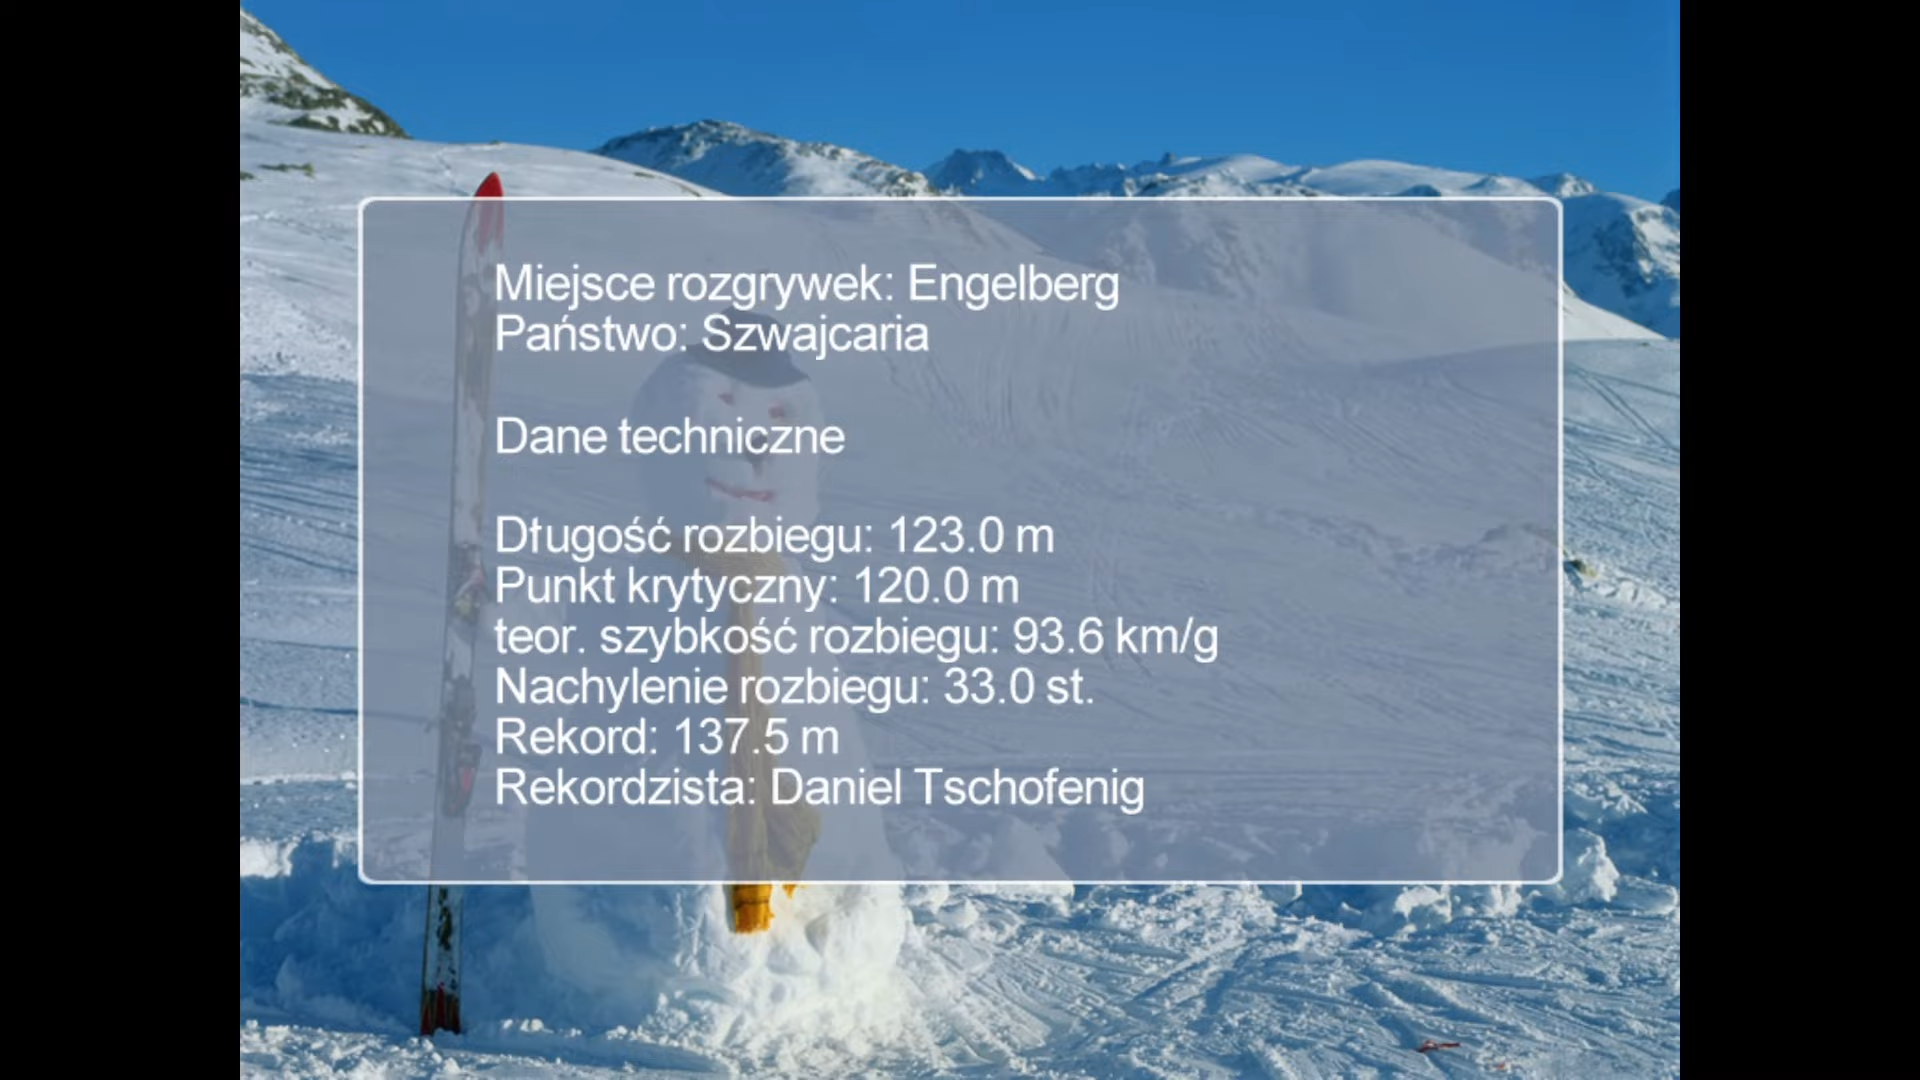 Miejsce rozgrywek: Engelberg
Państwo: Szwajcaria
Dane techniczne
Długość rozbiegu: 123.0 m
Punkt krytyczny: 120.0 m
teor. szybkość rozbiegu: 93.6 km/g
Nachylenie rozbiegu: 33.0 st.
Rekord: 137.5 m
Rekordzista: Daniel Tschofenig